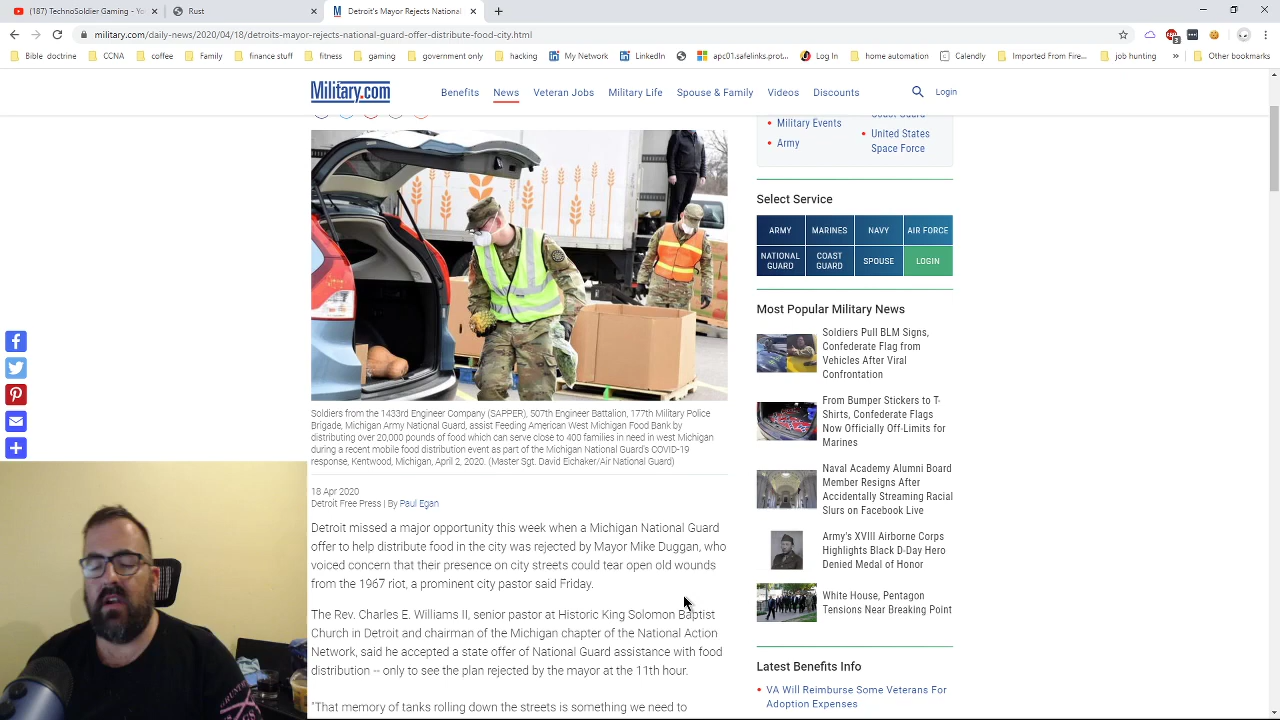 (187) TechnoSoldier Gaming - Yo
Rust
Detroit's Mayor Rejects National
military.com/daily-news/2020/04/18/detroits-mayor-rejects-national-guard-offer-distribute-food-city.html
Bible doctrine CCNA coffee Family finance stuff fitness gaming government only hacking My Network LinkedIn apc01.safelinks.prot... Log In home automation Calendly Imported From Fire... job hunting » Other bookmarks
Military.com
Benefits News Veteran Jobs Military Life Spouse & Family Videos Discounts Login
Military Events
Army
Coast Guard
United States
Space Force
Select Service
ARMY MARINES NAVY AIR FORCE
NATIONAL GUARD COAST GUARD SPOUSE LOGIN
Most Popular Military News
Soldiers Pull BLM Signs,
Confederate Flag from
Vehicles After Viral
Confrontation
From Bumper Stickers to T-
Shirts, Confederate Flags
Now Officially Off-Limits for
Marines
Naval Academy Alumni Board
Member Resigns After
Accidentally Streaming Racial
Slurs on Facebook Live
Army's XVIII Airborne Corps
Highlights Black D-Day Hero
Denied Medal of Honor
White House, Pentagon
Tensions Near Breaking Point
Latest Benefits Info
VA Will Reimburse Some Veterans For
Adoption Expenses
Soldiers from the 1433rd Engineer Company (SAPPER), 507th Engineer Battalion, 177th Military Police
Brigade, Michigan Army National Guard, assist Feeding American West Michigan Food Bank by
distributing over 20,000 pounds of food which can serve close to 400 families in need in west Michigan
during a recent mobile food distribution event as part of the Michigan National Guard's COVID-19
response, Kentwood, Michigan, April 2, 2020. (Master Sgt. David Eichaker/Air National Guard)
18 Apr 2020
Detroit Free Press | By Paul Egan
Detroit missed a major opportunity this week when a Michigan National Guard
offer to help distribute food in the city was rejected by Mayor Mike Duggan, who
voiced concern that their presence on city streets could tear open old wounds
from the 1967 riot, a prominent city pastor said Friday.
The Rev. Charles E. Williams II, senior pastor at Historic King Solomon Baptist
Church in Detroit and chairman of the Michigan chapter of the National Action
Network, said he accepted a state offer of National Guard assistance with food
distribution -- only to see the plan rejected by the mayor at the 11th hour.
"That memory of tanks rolling down the streets is something we need to